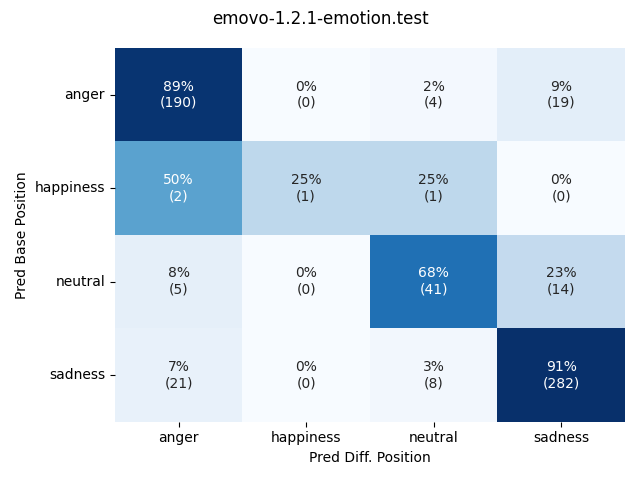 emovo-1.2.1-emotion.test
Pred Base Position
anger
89% 0% 2% 9%
(190) (0) (4) (19)
happiness
50% 25% 25% 0%
(2) (1) (1) (0)
neutral
8% 0% 68% 23%
(5) (0) (41) (14)
sadness
7% 0% 3% 91%
(21) (0) (8) (282)
anger happiness neutral sadness
Pred Diff. Position